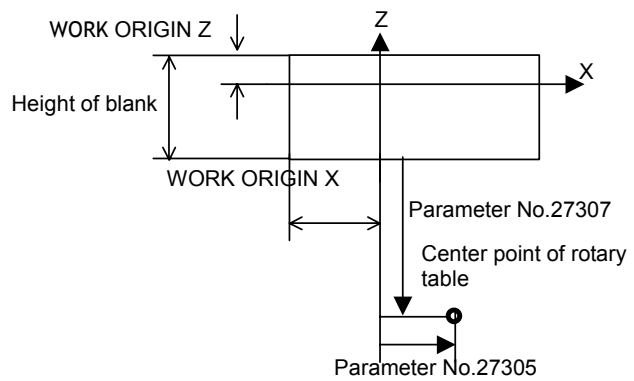 Z
WORK ORIGIN Z
X
Height of blank
WORK ORIGIN X
Parameter No.27307
Center point of rotary
table
Parameter No.27305